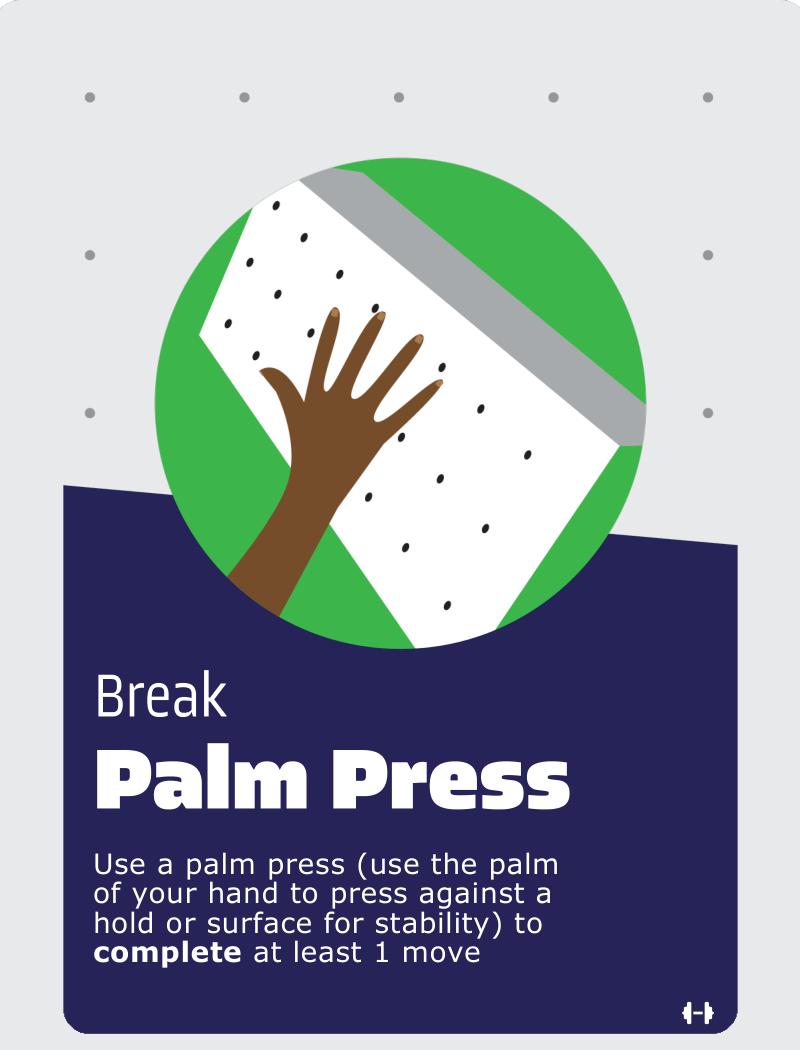 Break
Palm Press
Use a palm press (use the palm
of your hand to press against a
hold or surface for stability) to
complete at least 1 move